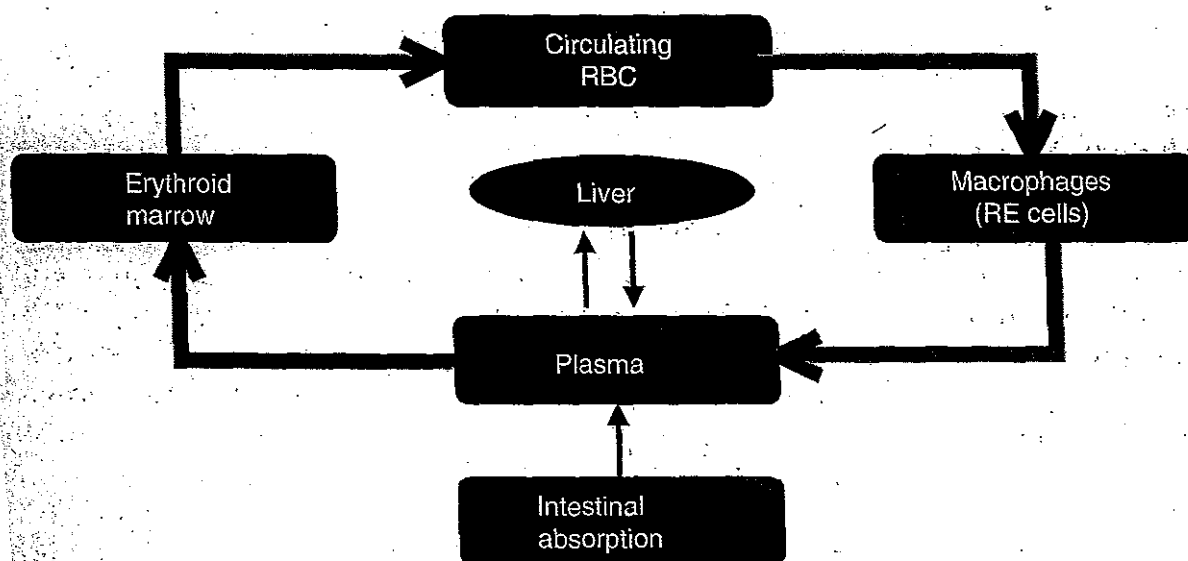 Circulating
RBC
Erythroid
marrow
Liver
Macrophages
(RE cells)
Plasma
Intestinal
absorption